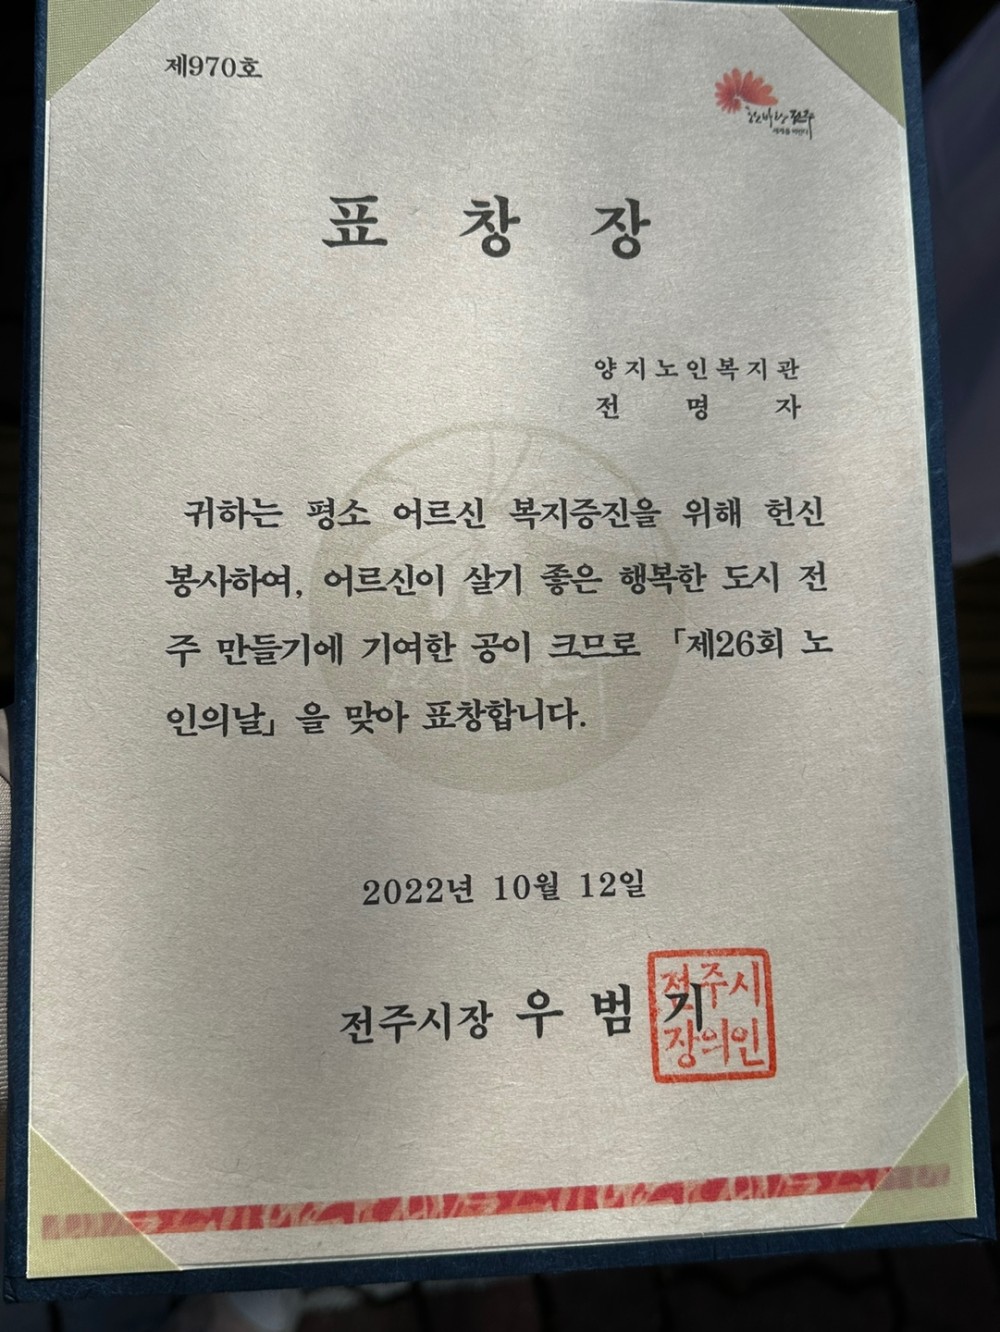 제970호
한바탕 전주
표 창 장
양지노인복지관
전 명 자
귀하는 평소 어르신 복지증진을 위해 헌신
봉사하여, 어르신이 살기 좋은 행복한 도시 전
주 만들기에 기여한 공이 크므로 「제26회 노
인의날」을 맞아 표창합니다.
2022년 10월 12일
전주시장 우 범 기
전주시
장의인